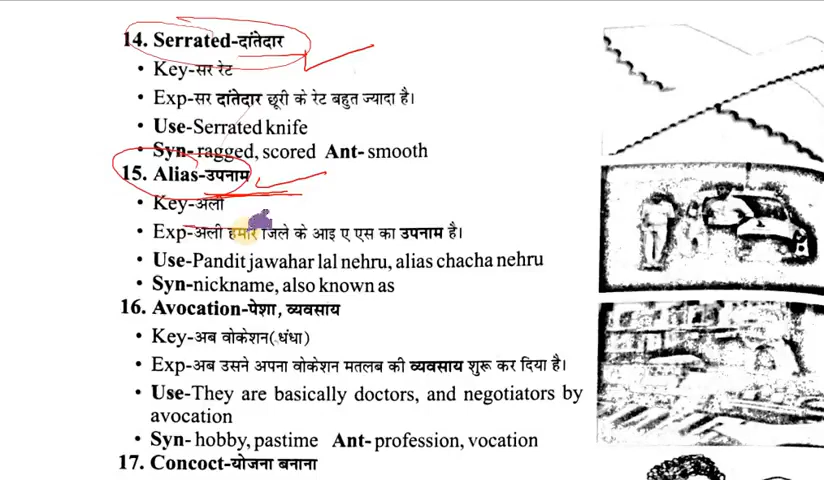 14. Serrated-दांतेदार
• Key-सर रेट
• Exp-सर दांतेदार छूरी के रेट बहुत ज्यादा है।
• Use-Serrated knife
• Syn-ragged, scored Ant-smooth
15. Alias-उपनाम
• Key-अली
• Exp-अली हमारे जिले के आइ ए एस का उपनाम है।
• Use-Pandit jawahar lal nehru, alias chacha nehru
• Syn-nickname, also known as
16. Avocation-पेशा, व्यवसाय
• Key-अब वोकेशन(धंधा)
• Exp-अब उसने अपना वोकेशन मतलब की व्यवसाय शुरू कर दिया है।
• Use-They are basically doctors, and negotiators by
avocation
• Syn-hobby, pastime Ant-profession, vocation
17. Concoct-योजना बनाना